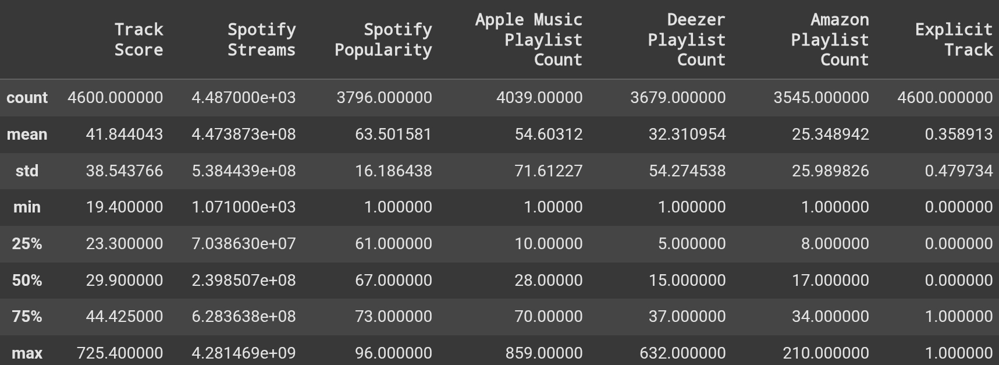 Track Score Spotify Streams Spotify Popularity Apple Music Playlist Count Deezer Playlist Count Amazon Playlist Count Explicit Track
count 4600.000000 4.487000e+03 3796.000000 4039.00000 3679.000000 3545.000000 4600.000000
mean 41.844043 4.473873e+08 63.501581 54.60312 32.310954 25.348942 0.358913
std 38.543766 5.384439e+08 16.186438 71.61227 54.274538 25.989826 0.479734
min 19.400000 1.071000e+03 1.000000 1.00000 1.000000 1.000000 0.000000
25% 23.300000 7.038630e+07 61.000000 10.00000 5.000000 8.000000 0.000000
50% 29.900000 2.398507e+08 67.000000 28.00000 15.000000 17.000000 0.000000
75% 44.425000 6.283638e+08 73.000000 70.00000 37.000000 34.000000 1.000000
max 725.400000 4.281469e+09 96.000000 859.00000 632.000000 210.000000 1.000000